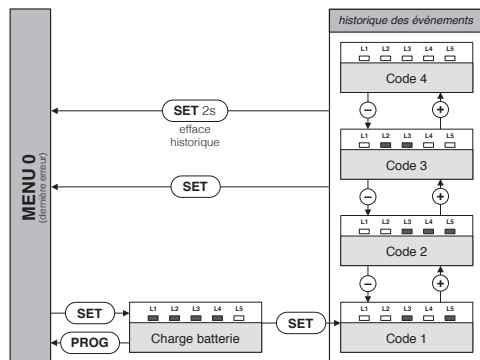 historique des évènements
L1 L2 L3 L4 L5
Code 4
SET 2s
efface
historique
– +
L1 L2 L3 L4 L5
Code 3
MENU 0
(dernière erreur)
SET
– +
L1 L2 L3 L4 L5
Code 2
– +
SET
L1 L2 L3 L4 L5
Charge batterie
PROG
SET
L1 L2 L3 L4 L5
Code 1